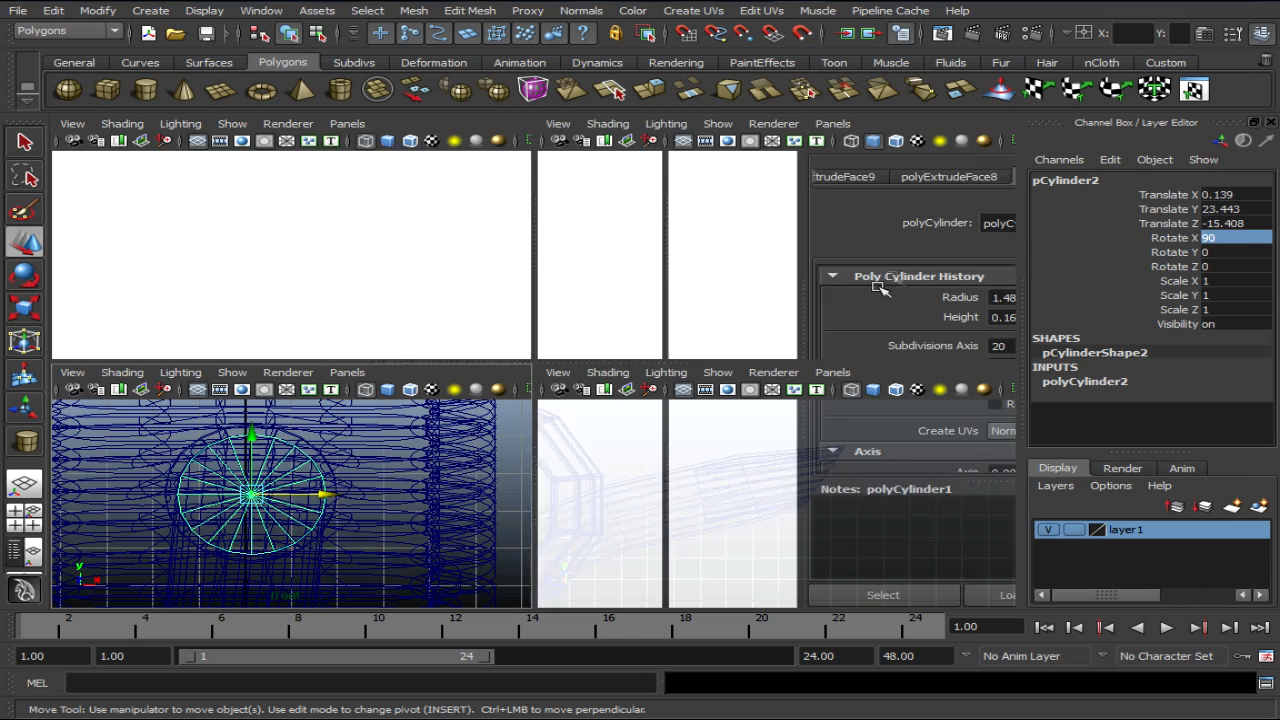 File Edit Modify Create Display Window Assets Select Mesh Edit Mesh Proxy Normals Color Create UVs Edit UVs Muscle Cloth Help
Polygons X: Y:
General Curves Surfaces Polygons Subdivs Deformation Animation Dynamics Rendering PaintEffects Toon Muscle Fluids Fur Hair nCloth Custom
View Shading Lighting Show Renderer Panels
View Shading Lighting Show Renderer Panels
trudeFace9 polyExtrudeFace8
polyCylinder: polyC
Poly Cylinder History
Radius 1.48
Height 0.16
Subdivisions Axis 20
View Shading Lighting Show Renderer Panels
View Shading Lighting Show Renderer Panels
R
Create UVs Norm
Axis
Notes: polyCylinder1
Select Loa
y x
front
Channel Box / Layer Editor
Channels Edit Object Show
pCylinder2
Translate X 0.139
Translate Y 23.443
Translate Z -15.408
Rotate X 90
Rotate Y 0
Rotate Z 0
Scale X 1
Scale Y 1
Scale Z 1
Visibility on
SHAPES
pCylinderShape2
INPUTS
polyCylinder2
Display Render Anim
Layers Options Help
V layer1
2 4 6 8 10 12 14 16 18 20 22 24 1.00
1.00 1.00 1 24 24.00 48.00 No Anim Layer No Character Set
MEL
Move Tool: Use manipulator to move object(s). Use edit mode to change pivot (INSERT). Ctrl+LMB to move perpendicular.